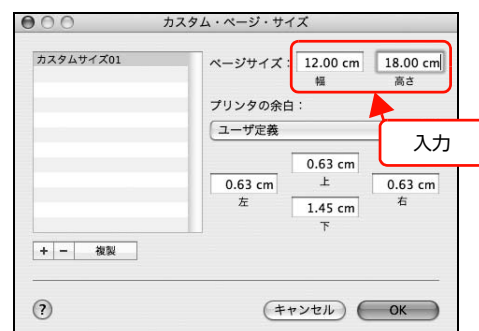 カスタム・ページ・サイズ
カスタムサイズ01
ページサイズ： 12.00 cm 18.00 cm
幅 高さ
プリンタの余白：
ユーザ定義
入力
0.63 cm
上
0.63 cm 0.63 cm
左 右
1.45 cm
下
+ − 複製
? キャンセル OK